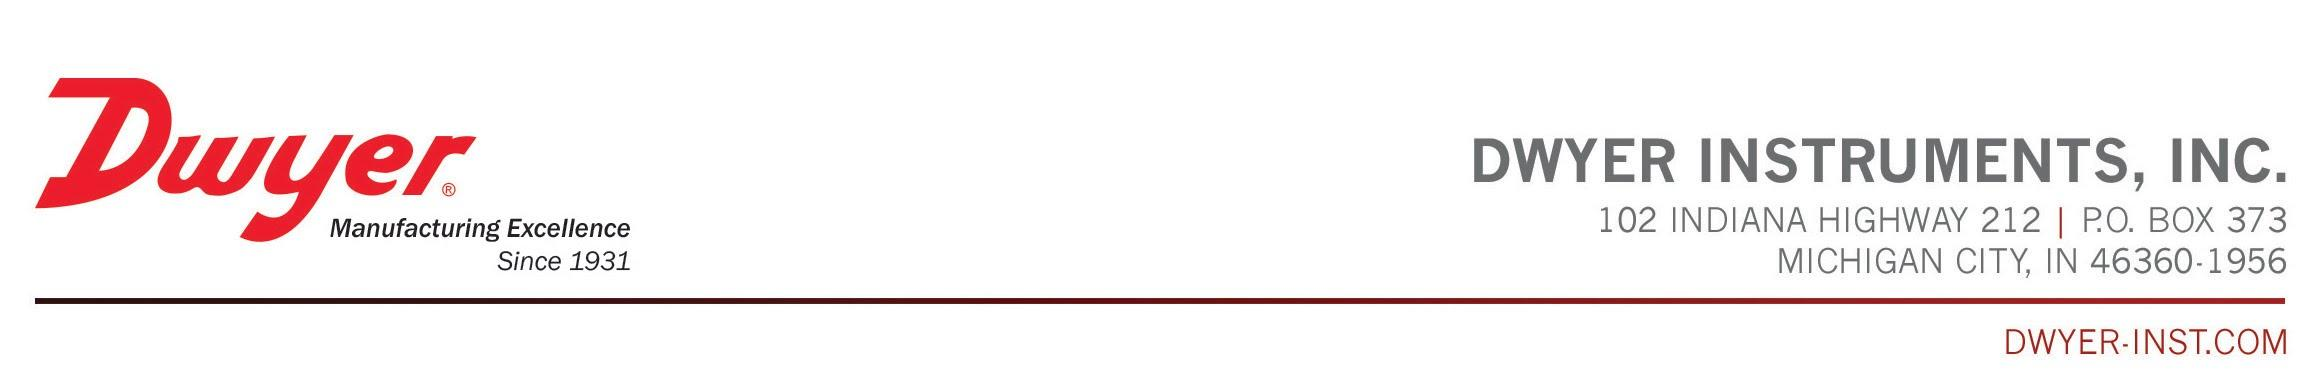 Dwyer®
Manufacturing Excellence
Since 1931
DWYER INSTRUMENTS, INC.
102 INDIANA HIGHWAY 212 | P.O. BOX 373
MICHIGAN CITY, IN 46360-1956
DWYER-INST.COM